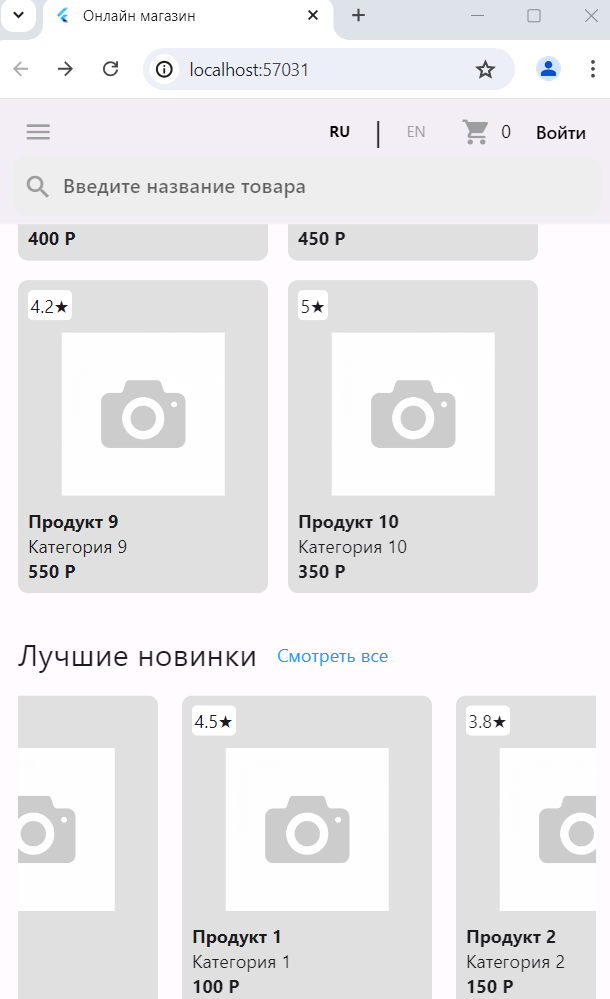 Онлайн магазин
localhost:57031
RU | EN 0 Войти
Введите название товара
400 Р 450 Р
4.2★ 5★
Продукт 9 Продукт 10
Категория 9 Категория 10
550 Р 350 Р
Лучшие новинки Смотреть все
4.5★ 3.8★
Продукт 1 Продукт 2
Категория 1 Категория 2
100 Р 150 Р